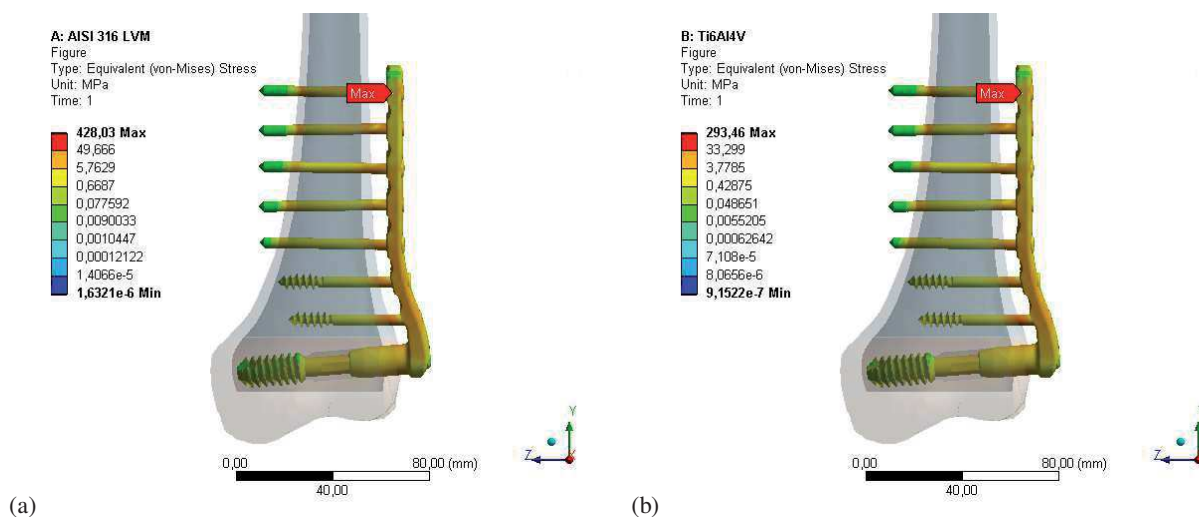 A: AISI 316 LVM
Figure
Type: Equivalent (von-Mises) Stress
Unit: MPa
Time: 1
428,03 Max
49,666
5,7629
0,6687
0,077592
0,0090033
0,0010447
0,00012122
1,4066e-5
1,6321e-6 Min
Max
Y
Z
X
0,00
80,00 (mm)
40,00
(a)
B: Ti6Al4V
Figure
Type: Equivalent (von-Mises) Stress
Unit: MPa
Time: 1
293,46 Max
33,299
3,7785
0,42875
0,048651
0,0055205
0,00062642
7,108e-5
8,0656e-6
9,1522e-7 Min
Max
Y
Z
X
0,00
80,00 (mm)
40,00
(b)